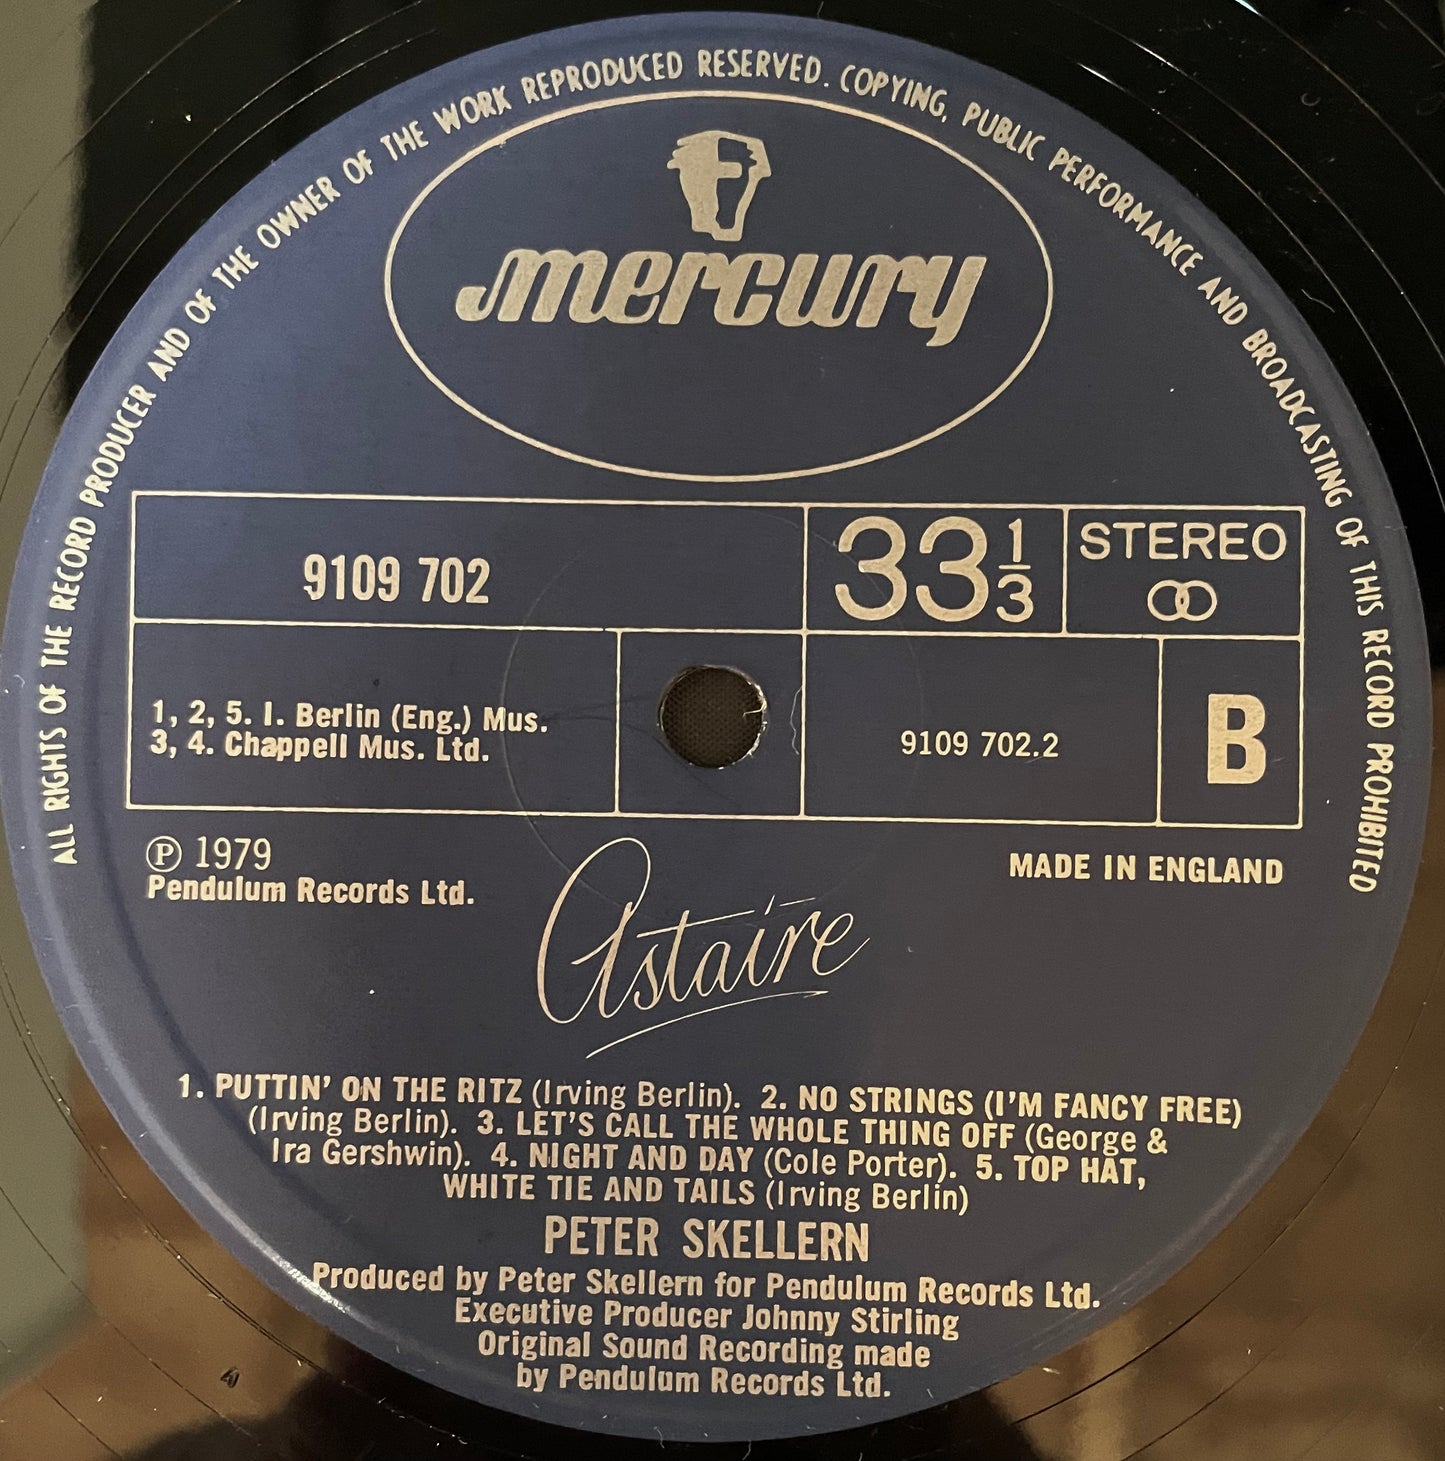 ALL RIGHTS OF THE RECORD PRODUCER AND OF THE OWNER OF THE WORK REPRODUCED RESERVED. COPYING, PUBLIC PERFORMANCE AND BROADCASTING OF THIS RECORD PROHIBITED
mercury
9109 702
33 1/3
STEREO
1, 2, 5. I. Berlin (Eng.) Mus.
3, 4. Chappell Mus. Ltd.
9109 702.2
B
Ⓟ 1979
Pendulum Records Ltd.
MADE IN ENGLAND
Astaire
1. PUTTIN' ON THE RITZ (Irving Berlin). 2. NO STRINGS (I'M FANCY FREE)
(Irving Berlin). 3. LET'S CALL THE WHOLE THING OFF (George &
Ira Gershwin). 4. NIGHT AND DAY (Cole Porter). 5. TOP HAT,
WHITE TIE AND TAILS (Irving Berlin)
PETER SKELLERN
Produced by Peter Skellern for Pendulum Records Ltd.
Executive Producer Johnny Stirling
Original Sound Recording made
by Pendulum Records Ltd.